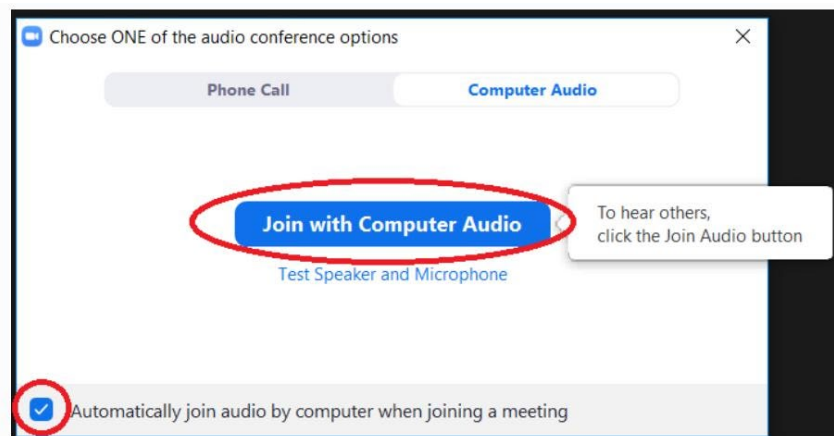 Choose ONE of the audio conference options
Phone Call
Computer Audio
Join with Computer Audio
To hear others,
click the Join Audio button
Test Speaker and Microphone
Automatically join audio by computer when joining a meeting